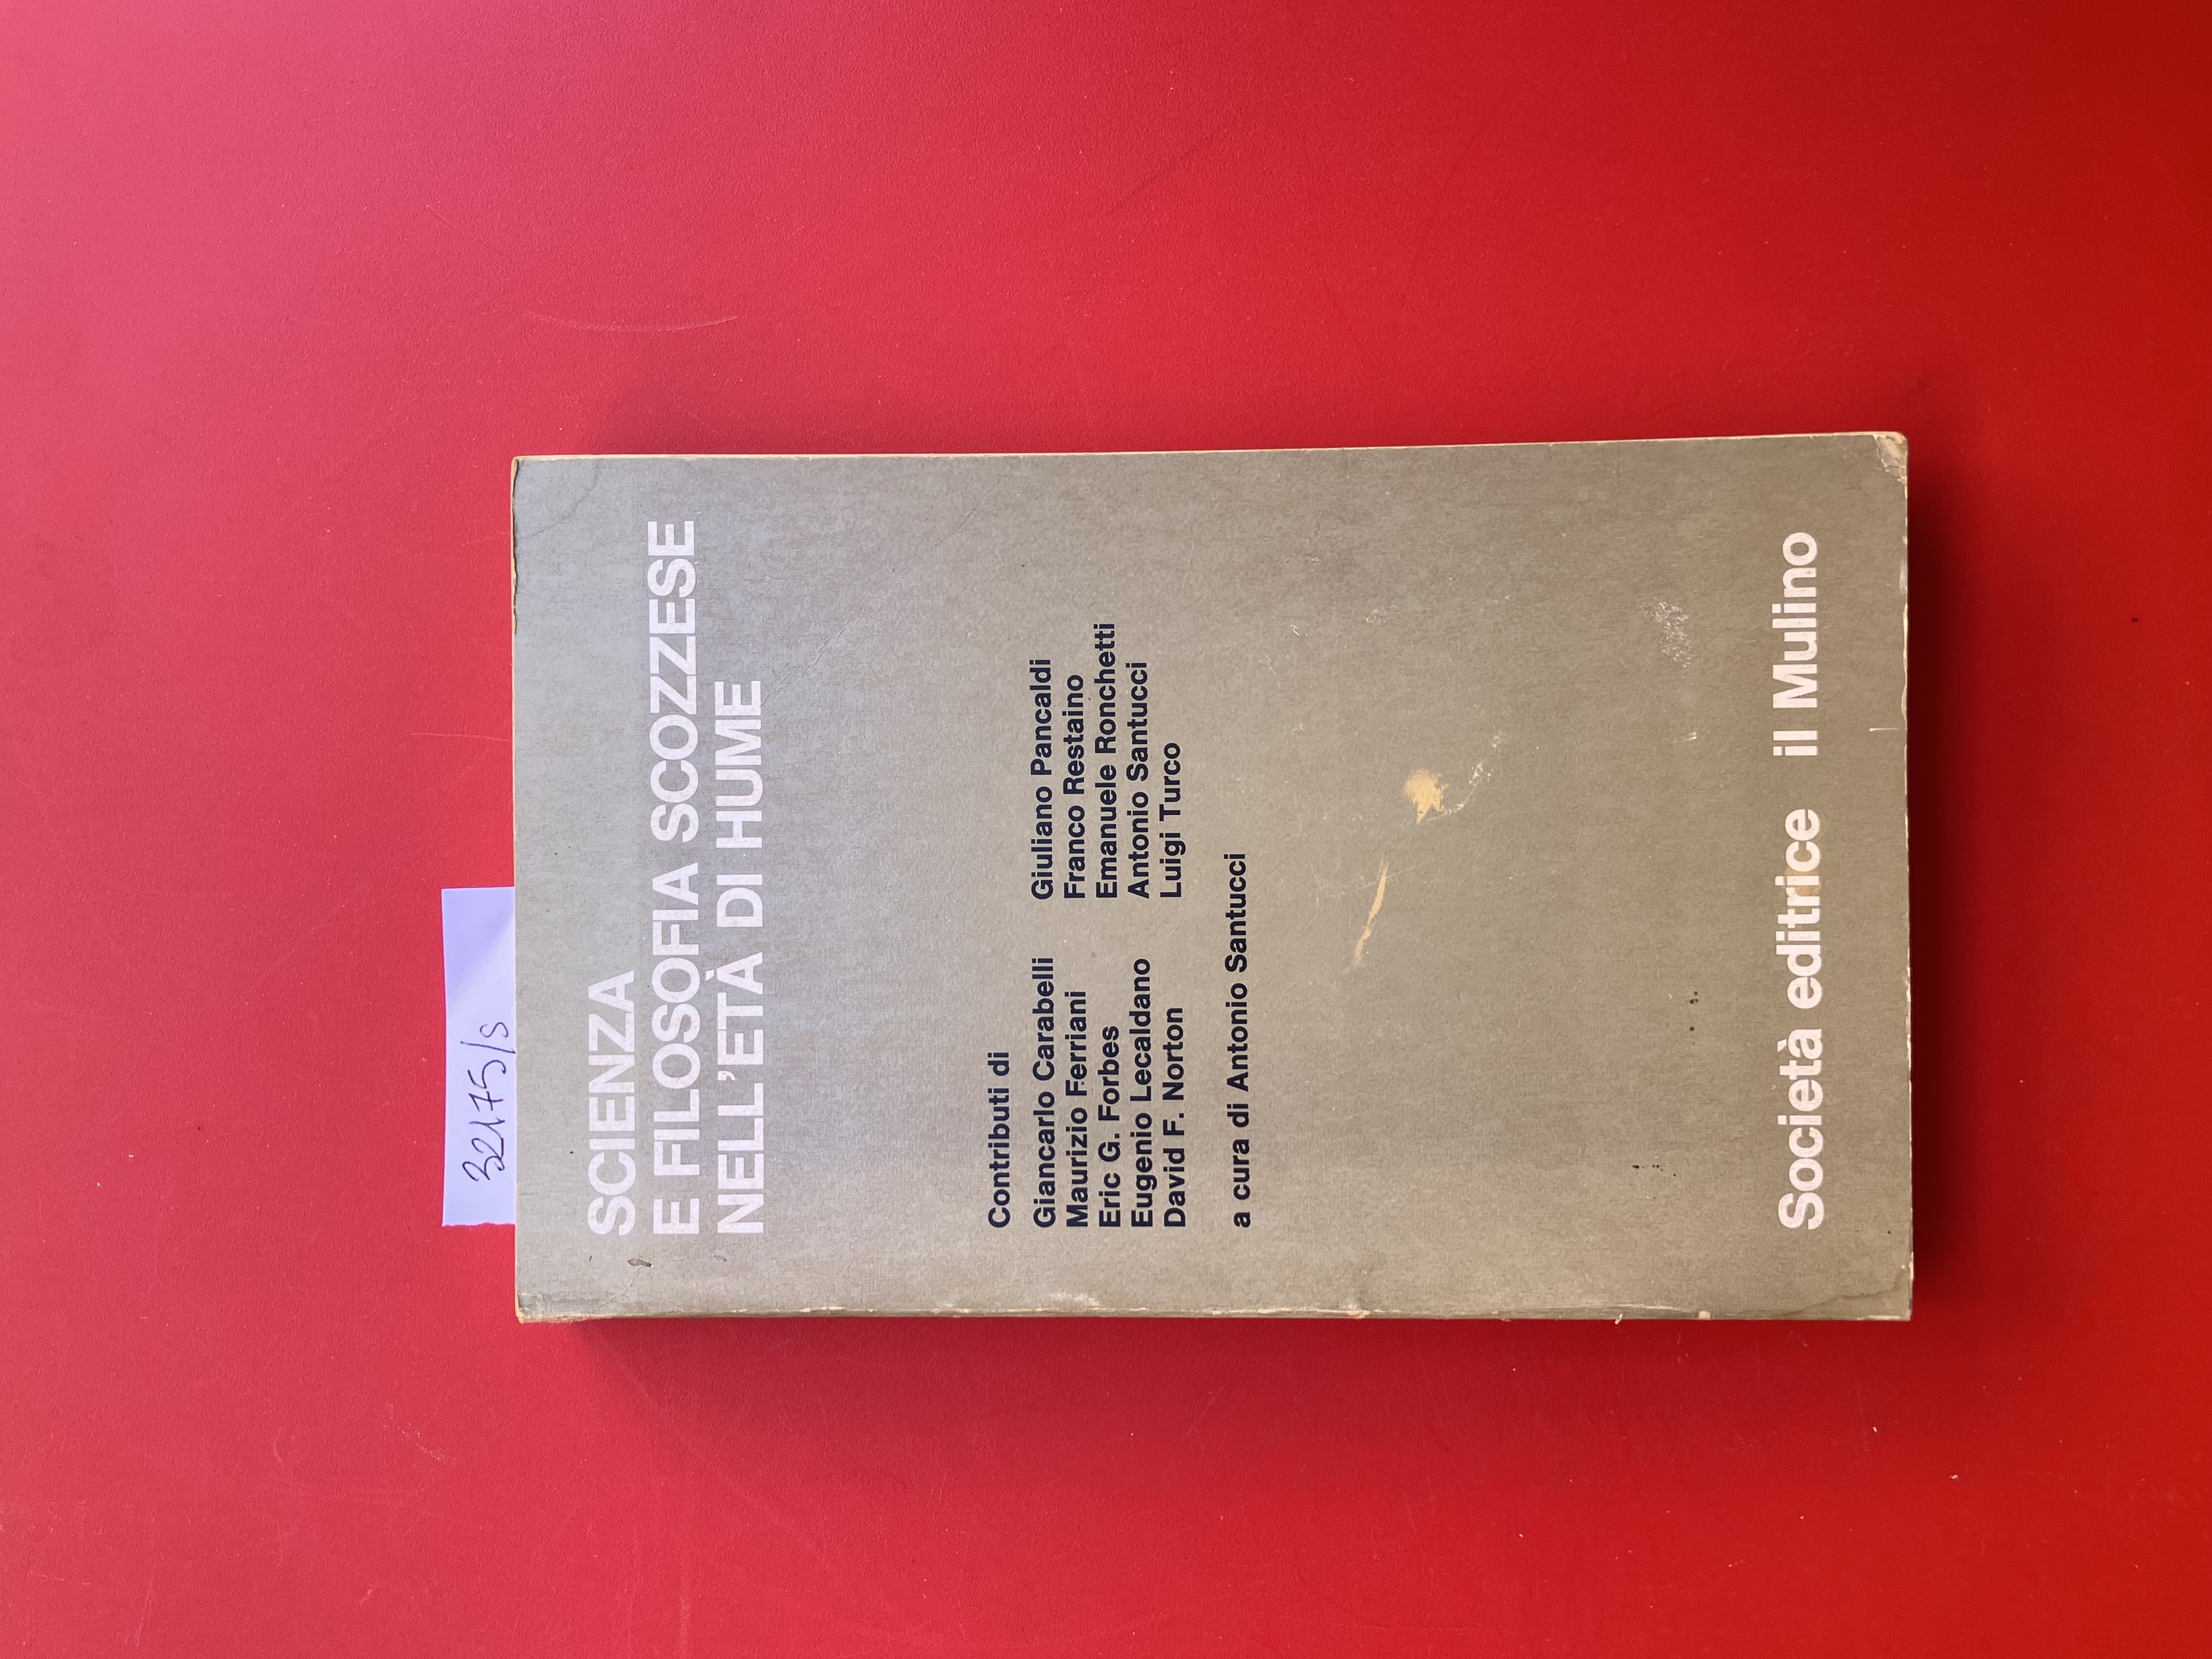 32175/s
SCIENZA
E FILOSOFIA SCOZZESE
NELL'ETÀ DI HUME
Contributi di
Giancarlo Carabelli
Maurizio Ferriani
Eric G. Forbes
Eugenio Lecaldano
David F. Norton
Giuliano Pancaldi
Franco Restaino
Emanuele Ronchetti
Antonio Santucci
Luigi Turco
a cura di Antonio Santucci
Società editrice il Mulino